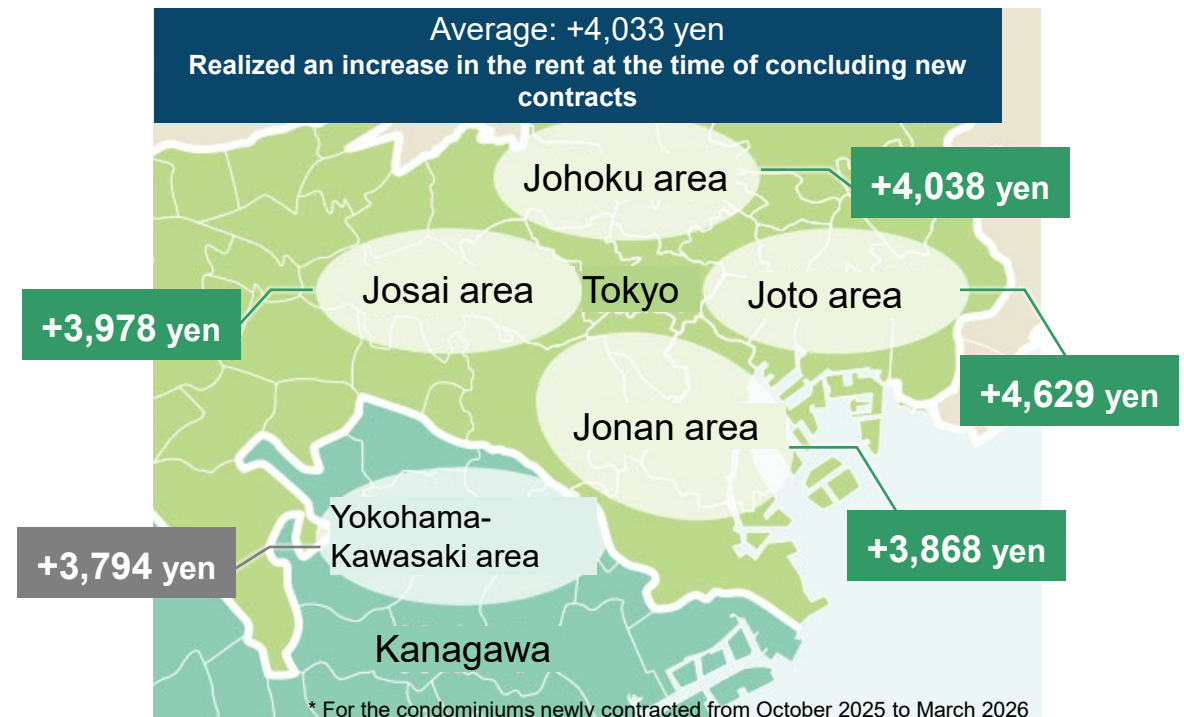 Average: +4,033 yen
Realized an increase in the rent at the time of concluding new
contracts
Johoku area
+4,038 yen
Josai area
Tokyo
Joto area
+3,978 yen
+4,629 yen
Jonan area
Yokohama-
Kawasaki area
+3,794 yen
+3,868 yen
Kanagawa
* For the condominiums newly contracted from October 2025 to March 2026